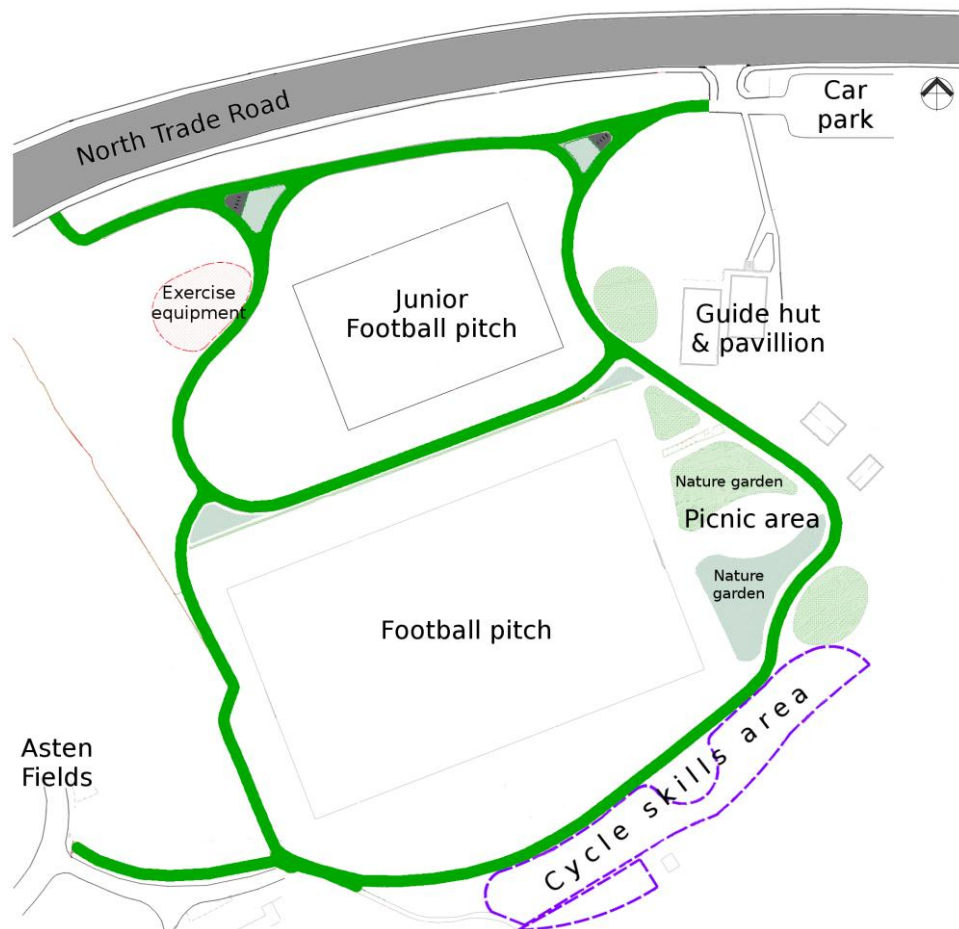 North Trade Road
Car
park
Exercise
equipment
Junior
Football pitch
Guide hut
& pavillion
Nature garden
Picnic area
Nature
garden
Football pitch
Cycle skills area
Asten
Fields